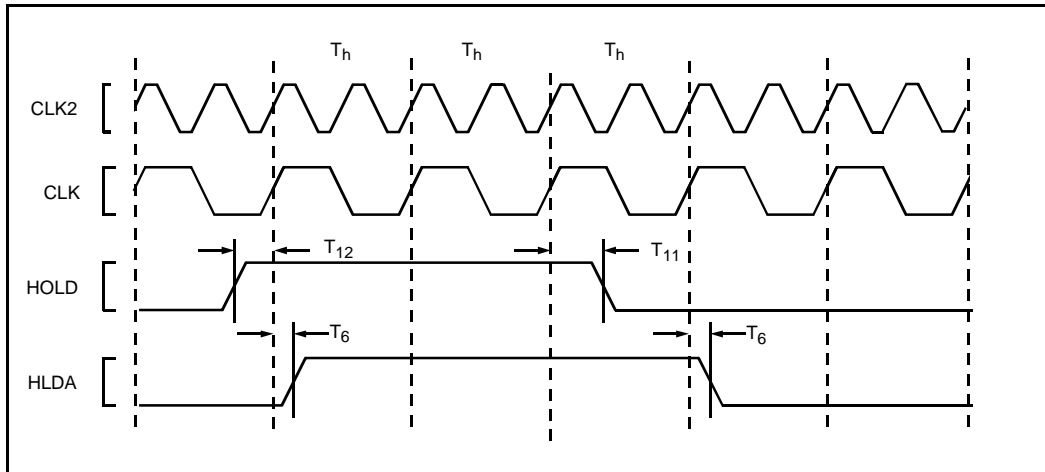 Th Th Th
CLK2
CLK
T12 T11
HOLD
T6 T6
HLDA